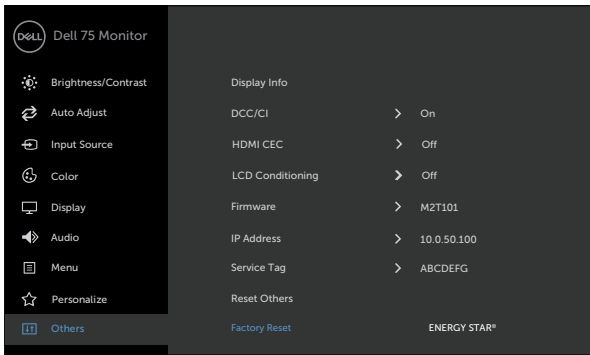 DELL Dell 75 Monitor
Brightness/Contrast Display Info
Auto Adjust DCC/CI > On
Input Source HDMI CEC > Off
Color LCD Conditioning > Off
Display Firmware > M2T101
Audio IP Address > 10.0.50.100
Menu Service Tag > ABCDEFG
Personalize Reset Others
Others Factory Reset ENERGY STAR®